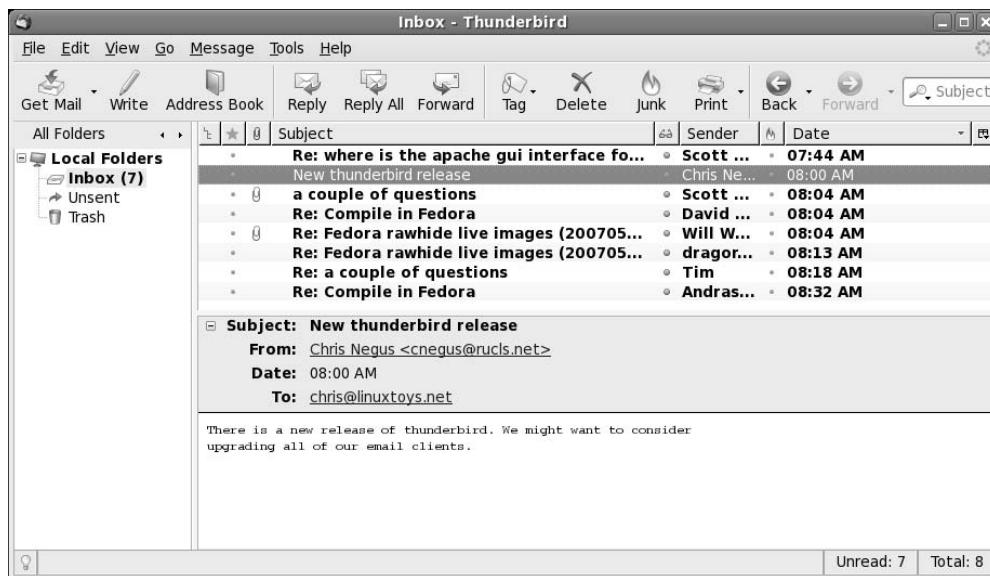 Inbox - Thunderbird
File Edit View Go Message Tools Help
Get Mail Write Address Book Reply Reply All Forward Tag Delete Junk Print Back Forward Subject
All Folders Subject Sender Date
Local Folders
Inbox (7)
Unsent
Trash
Re: where is the apache gui interface fo... Scott ... 07:44 AM
New thunderbird release Chris Ne... 08:00 AM
a couple of questions Scott ... 08:04 AM
Re: Compile in Fedora David ... 08:04 AM
Re: Fedora rawhide live images (200705... Will W... 08:04 AM
Re: Fedora rawhide live images (200705... dragor... 08:13 AM
Re: a couple of questions Tim 08:18 AM
Re: Compile in Fedora Andras... 08:32 AM
Subject: New thunderbird release
From: Chris Negus <cnegus@rucls.net>
Date: 08:00 AM
To: chris@linuxtoys.net
There is a new release of thunderbird. We might want to consider
upgrading all of our email clients.
Unread: 7 Total: 8